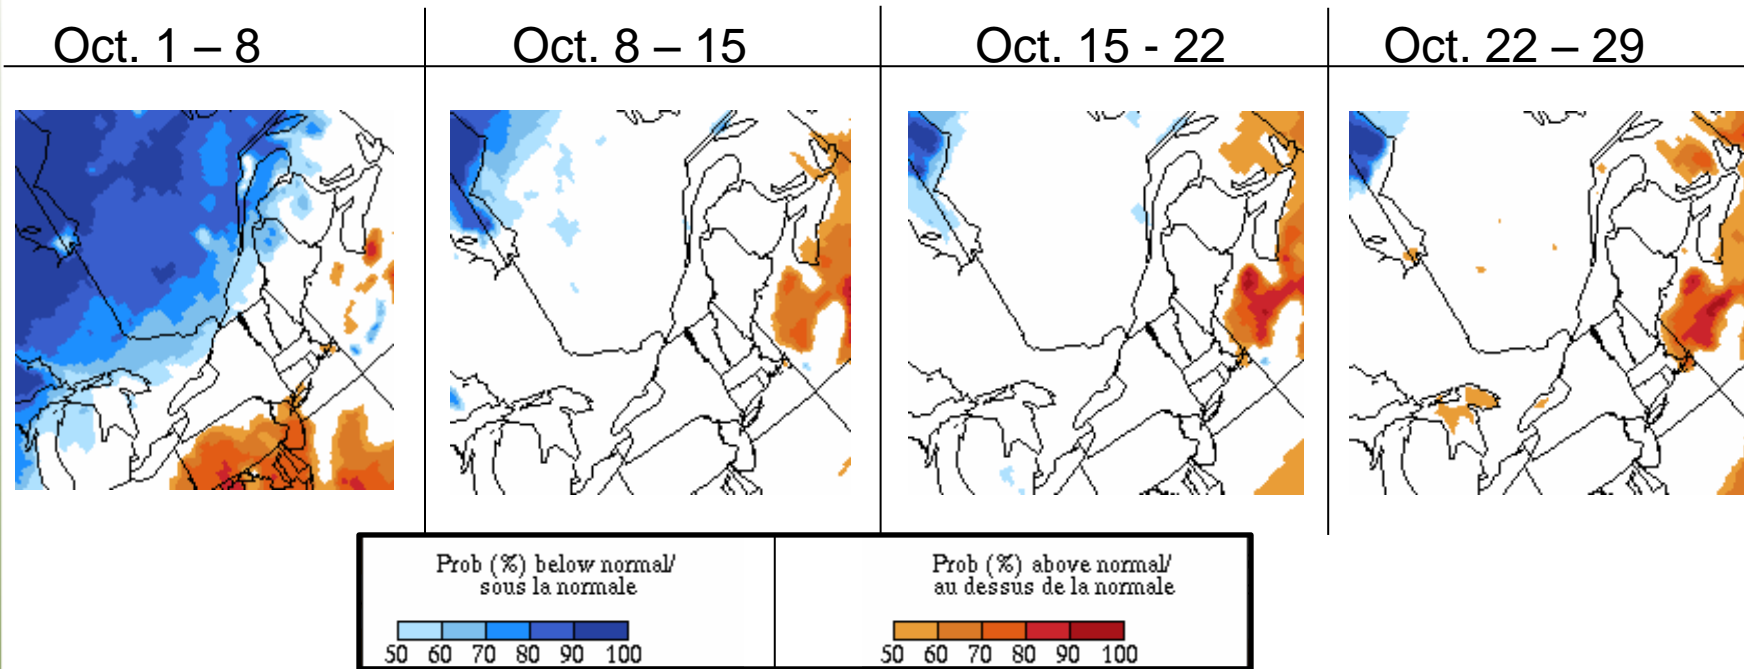 Oct. 1 – 8
Oct. 8 – 15
Oct. 15 - 22
Oct. 22 – 29
Prob (%) below normal/
sous la normale
50 60 70 80 90 100
Prob (%) above normal/
au dessus de la normale
50 60 70 80 90 100